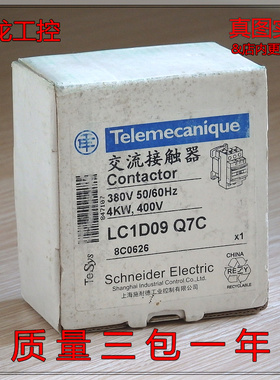 龙工控
真图
&店内更
Telemecanique
交流接触器
Contactor
380V 50/60Hz
4KW, 400V
LC1D09 Q7C
8C0626
x1
847107
TeSys
CHINA
REZY
RECYCLABLE
Schneider Electric
Shanghai Industrial Control Co.Ltd.
上海施耐德工业控制有限公司
质量三包一年